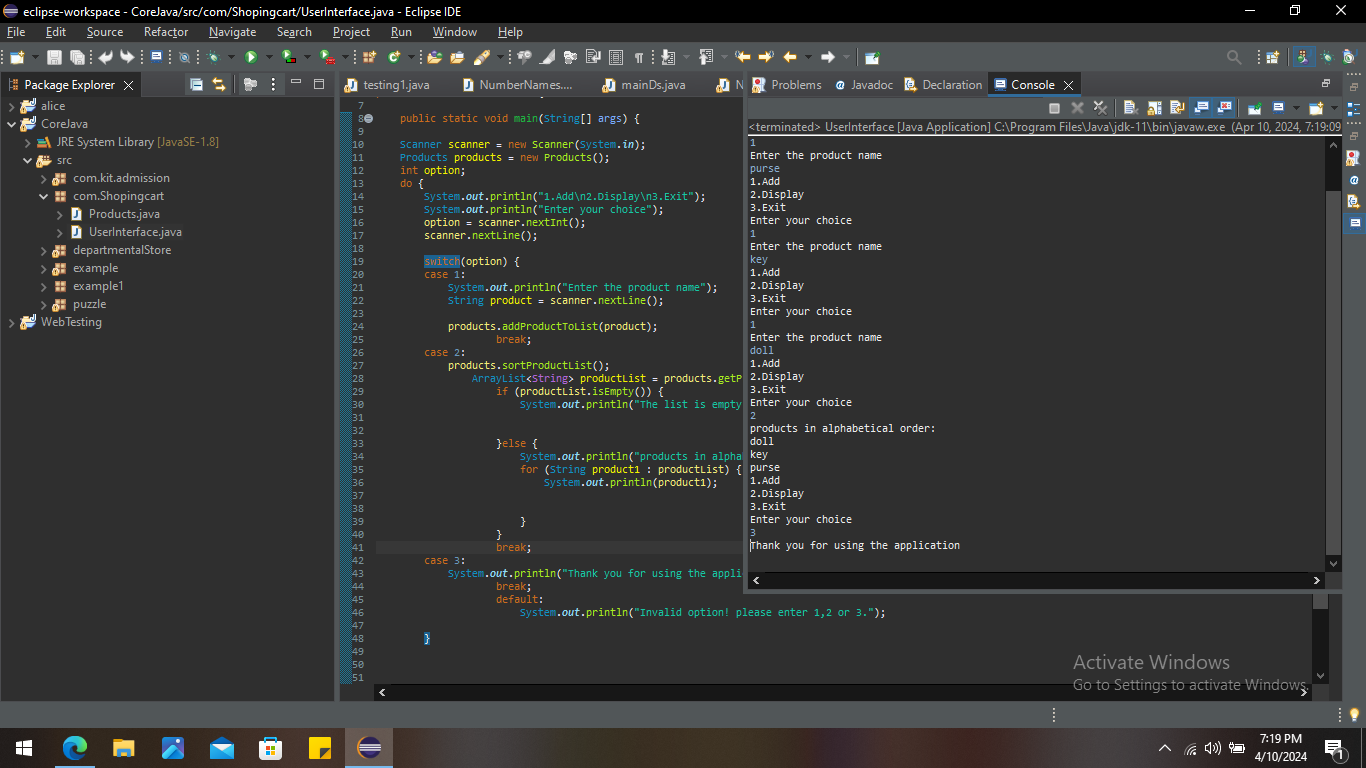 eclipse-workspace - CoreJava/src/com/Shopingcart/UserInterface.java - Eclipse IDE
File Edit Source Refactor Navigate Search Project Run Window Help
Package Explorer
alice
CoreJava
JRE System Library [JavaSE-1.8]
src
com.kit.admission
com.Shopingcart
Products.java
UserInterface.java
departmentalStore
example
example1
puzzle
WebTesting
testing1.java NumberNames.... mainDs.java N
7
8 public static void main(String[] args) {
9
10 Scanner scanner = new Scanner(System.in);
11 Products products = new Products();
12 int option;
13 do {
14 System.out.println("1.Add\n2.Display\n3.Exit");
15 System.out.println("Enter your choice");
16 option = scanner.nextInt();
17 scanner.nextLine();
18
19 switch(option) {
20 case 1:
21 System.out.println("Enter the product name");
22 String product = scanner.nextLine();
23
24 products.addProductToList(product);
25 break;
26 case 2:
27 products.sortProductList();
28 ArrayList<String> productList = products.getP
29 if (productList.isEmpty()) {
30 System.out.println("The list is empty
31
32
33 }else {
34 System.out.println("products in alpha
35 for (String product1 : productList) {
36 System.out.println(product1);
37
38
39 }
40 }
41 break;
42 case 3:
43 System.out.println("Thank you for using the appli
44 break;
45 default:
46 System.out.println("Invalid option! please enter 1,2 or 3.");
47
48 }
49
50
51
Problems @ Javadoc Declaration Console
<terminated> UserInterface [Java Application] C:\Program Files\Java\jdk-11\bin\javaw.exe (Apr 10, 2024, 7:19:09
1
Enter the product name
purse
1.Add
2.Display
3.Exit
Enter your choice
1
Enter the product name
key
1.Add
2.Display
3.Exit
Enter your choice
1
Enter the product name
doll
1.Add
2.Display
3.Exit
Enter your choice
2
products in alphabetical order:
doll
key
purse
1.Add
2.Display
3.Exit
Enter your choice
3
Thank you for using the application
Activate Windows
Go to Settings to activate Windows.
7:19 PM
4/10/2024
1